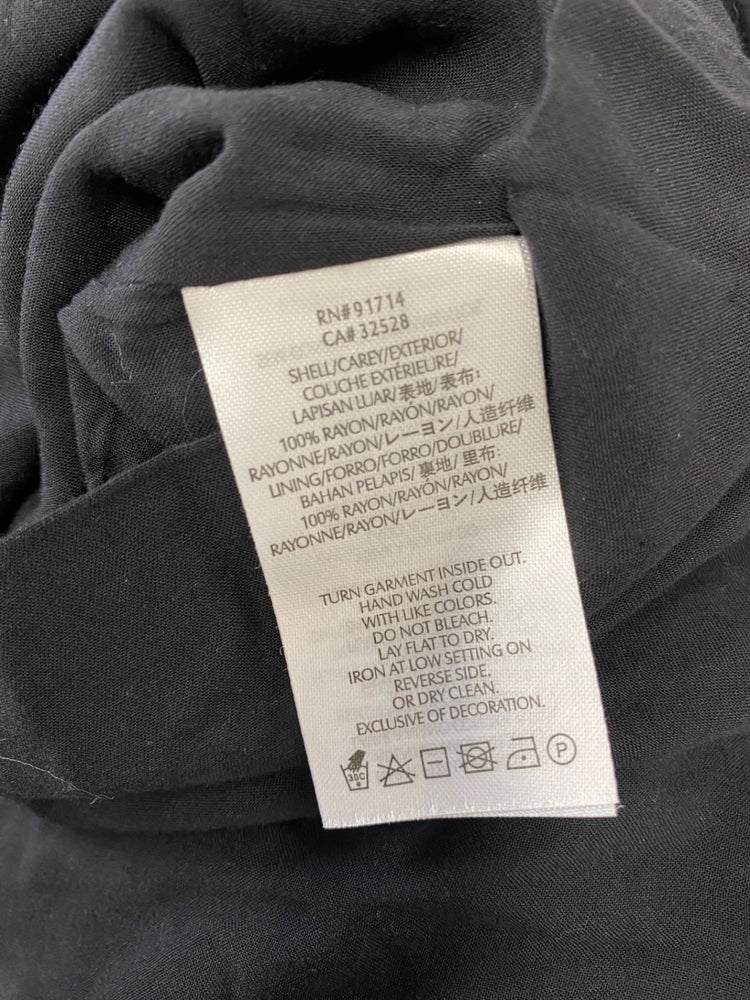 RN#91714
CA#32528
SHELL/CAREY/EXTERIOR/
COUCHE EXTÉRIEURE/
LAPISAN LUAR/表地/表布:
100% RAYON/RAYÓN/RAYON/
RAYONNE/RAYON/レーヨン/人造纤维
LINING/FORRO/FORRO/DOUBLURE/
BAHAN PELAPIS/裏地/里布:
100% RAYON/RAYÓN/RAYON/
RAYONNE/RAYON/レーヨン/人造纤维
TURN GARMENT INSIDE OUT.
HAND WASH COLD
WITH LIKE COLORS.
DO NOT BLEACH.
LAY FLAT TO DRY.
IRON AT LOW SETTING ON
REVERSE SIDE.
OR DRY CLEAN.
EXCLUSIVE OF DECORATION.
30C P